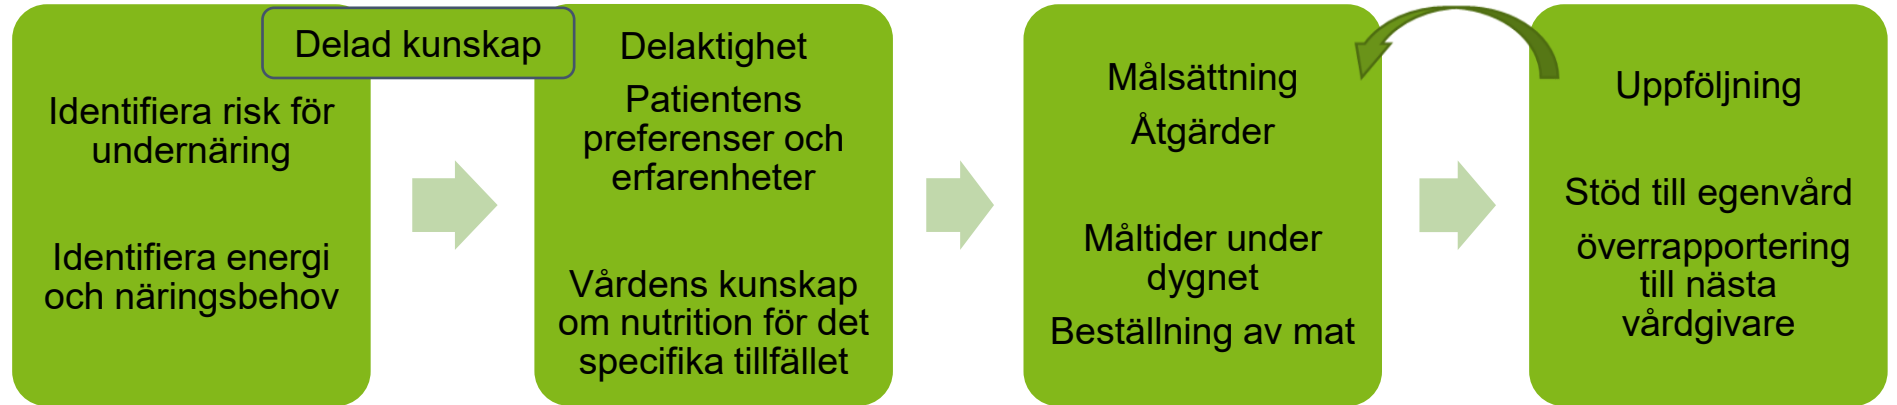 Delad kunskap
Identifiera risk för
undernäring
Identifiera energi
och näringsbehov
Delaktighet
Patientens
preferenser och
erfarenheter
Vårdens kunskap
om nutrition för det
specifika tillfället
Målsättning
Åtgärder
Måltider under
dygnet
Beställning av mat
Uppföljning
Stöd till egenvård
överrapportering
till nästa
vårdgivare